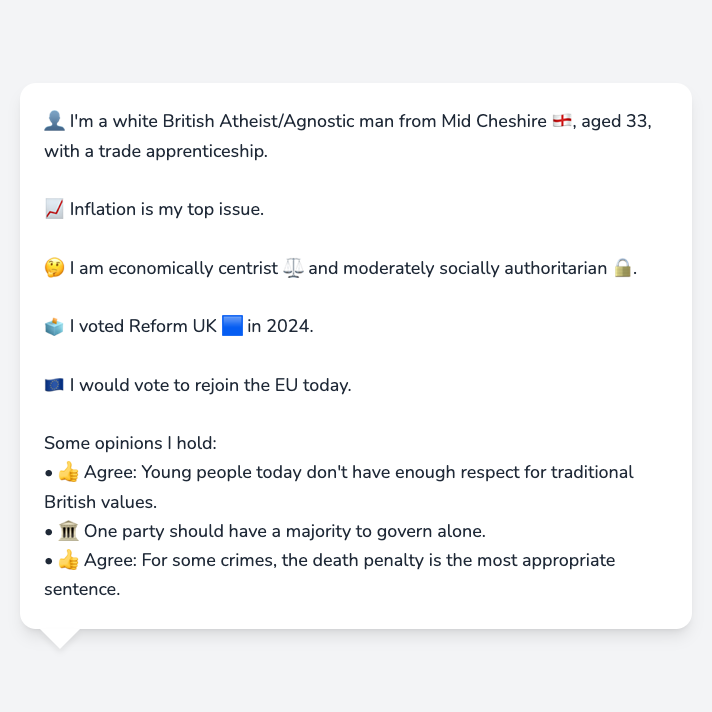 👤 I'm a white British Atheist/Agnostic man from Mid Cheshire 🏴󠁧󠁢󠁥󠁮󠁧󠁿, aged 33,
with a trade apprenticeship.
📈 Inflation is my top issue.
🤔 I am economically centrist ⚖️ and moderately socially authoritarian 🔒.
🗳️ I voted Reform UK 🟦 in 2024.
🇪🇺 I would vote to rejoin the EU today.
Some opinions I hold:
• 👍 Agree: Young people today don't have enough respect for traditional
British values.
• 🏛️ One party should have a majority to govern alone.
• 👍 Agree: For some crimes, the death penalty is the most appropriate
sentence.